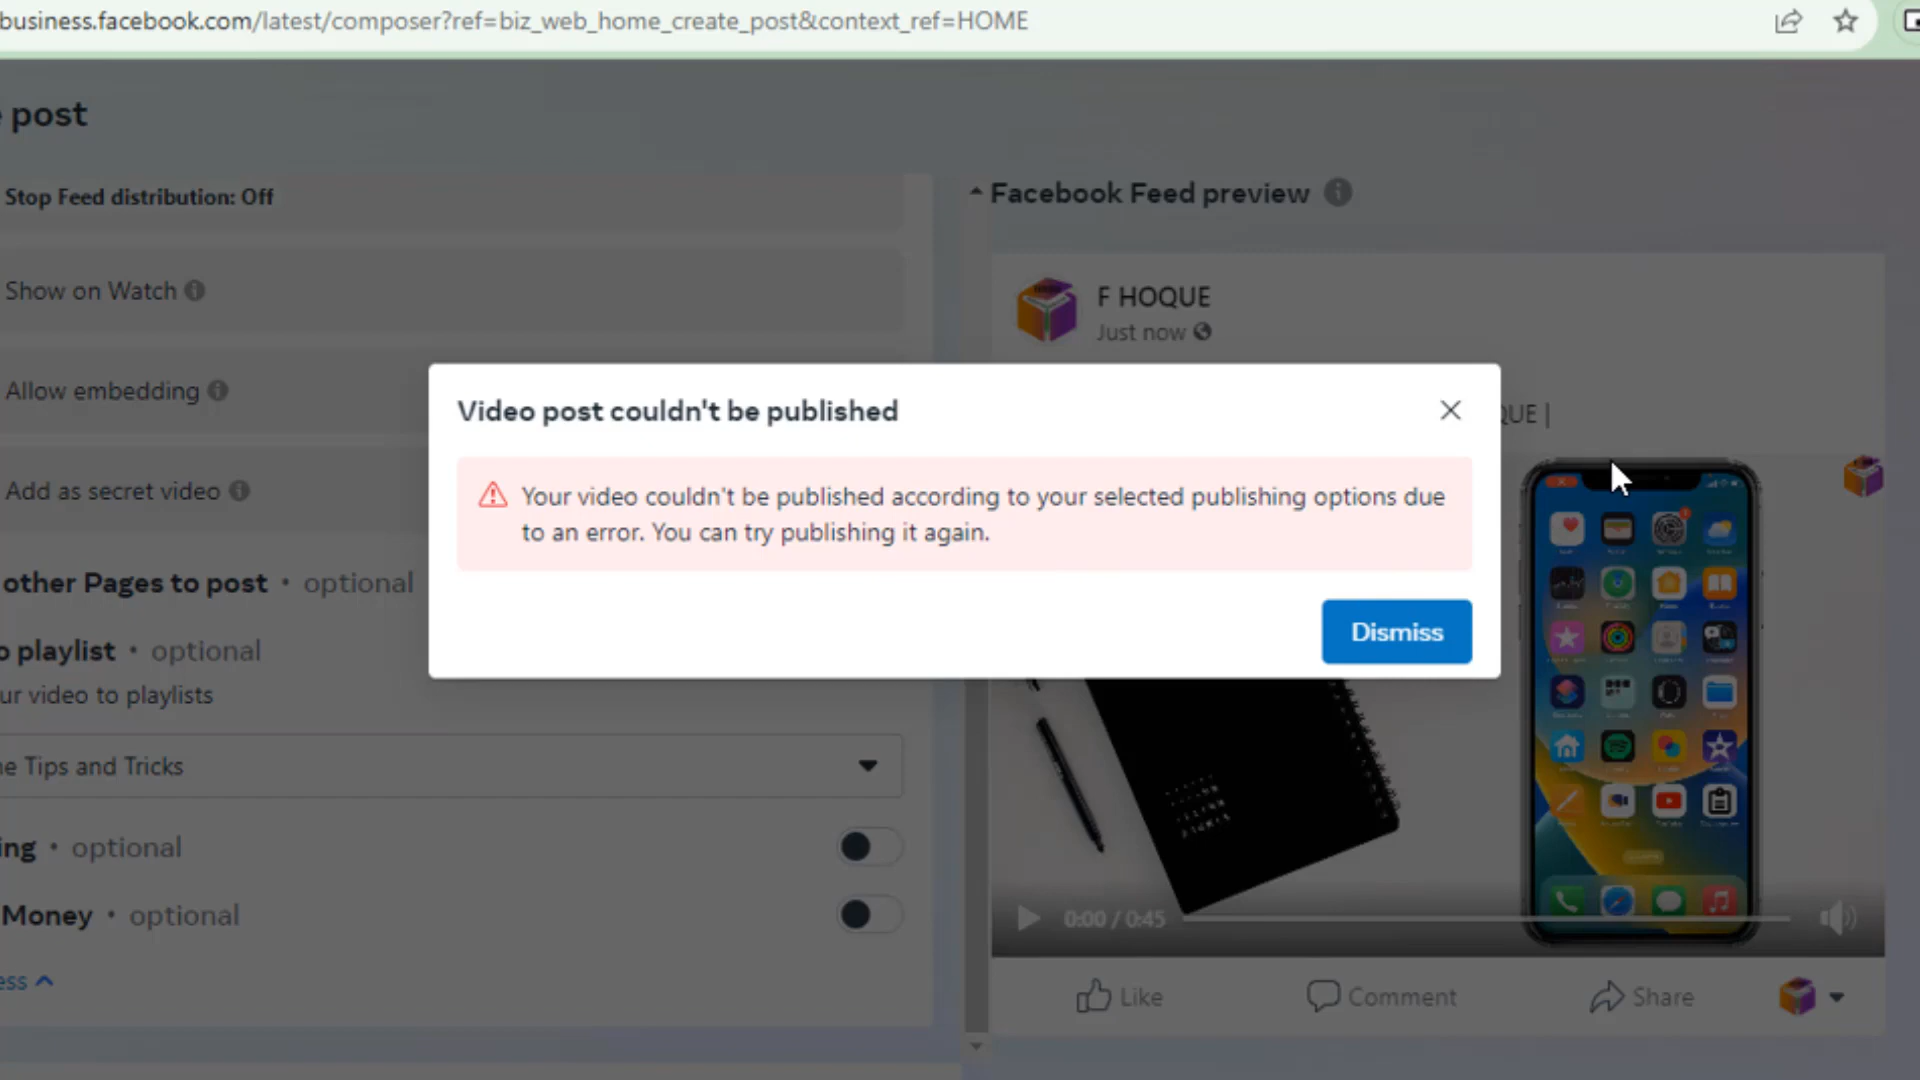 business.facebook.com/latest/composer?ref=biz_web_home_create_post&context_ref=HOME
post
Stop Feed distribution: Off
Show on Watch
Allow embedding
Add as secret video
other Pages to post • optional
o playlist • optional
ur video to playlists
e Tips and Tricks
ing • optional
Money • optional
ess
Facebook Feed preview
F HOQUE
Just now
QUE |
Video post couldn't be published
Your video couldn't be published according to your selected publishing options due
to an error. You can try publishing it again.
Dismiss
0:00 / 0:45
Like
Comment
Share